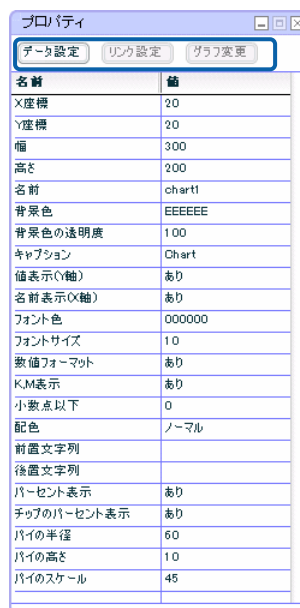 プロパティ
データ設定 リンク設定 グラフ変更
名前 値
X座標 20
Y座標 20
幅 300
高さ 200
名前 chart1
背景色 EEEEEE
背景色の透明度 100
キャプション Chart
値表示(Y軸) あり
名前表示(X軸) あり
フォント色 000000
フォントサイズ 10
数値フォーマット あり
K,M表示 あり
小数点以下 0
配色 ノーマル
前置文字列
後置文字列
パーセント表示 あり
チップのパーセント表示 あり
パイの半径 60
パイの高さ 10
パイのスケール 45